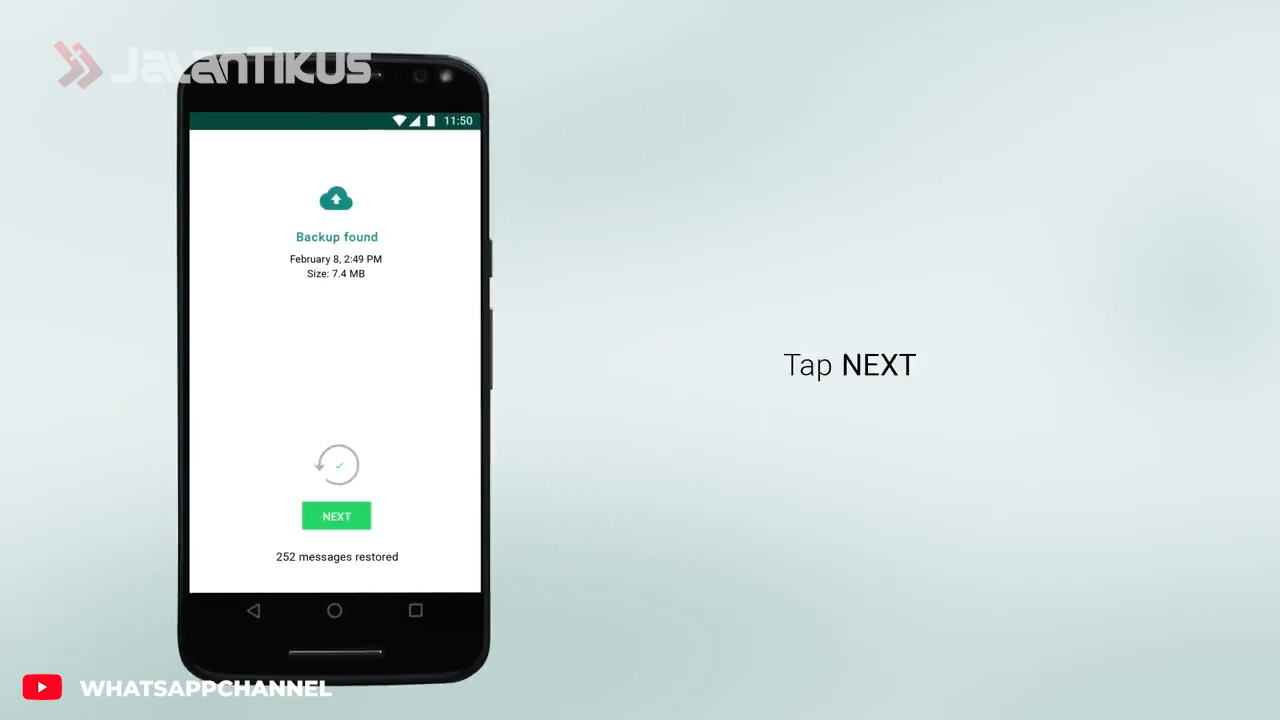 JALANTIKUS
11:50
Backup found
February 8, 2:49 PM
Size: 7.4 MB
Tap NEXT
NEXT
252 messages restored
WHATSAPPCHANNEL